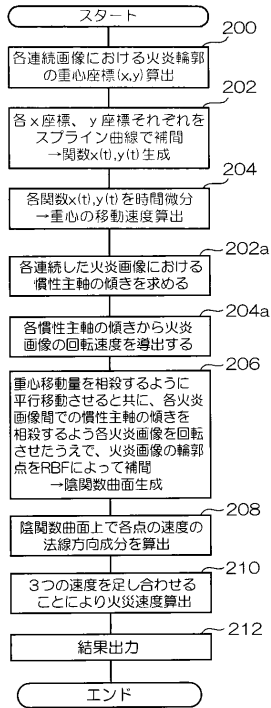 スタート
200
各連続画像における火炎輪郭
の重心座標(x,y)算出
202
各x座標、y座標それぞれを
スプライン曲線で補間
→関数x(t),y(t)生成
204
各関数x(t),y(t)を時間微分
→重心の移動速度算出
202a
各連続した火炎画像における
慣性主軸の傾きを求める
204a
各慣性主軸の傾きから火炎
画像の回転速度を導出する
206
重心移動量を相殺するように
平行移動させると共に、各火炎
画像間での慣性主軸の傾きを
相殺するよう各火炎画像を回転
させたうえで、火炎画像の輪郭
点をRBFによって補間
→陰関数曲面生成
208
陰関数曲面上で各点の速度の
法線方向成分を算出
210
3つの速度を足し合わせる
ことにより火炎速度算出
212
結果出力
エンド